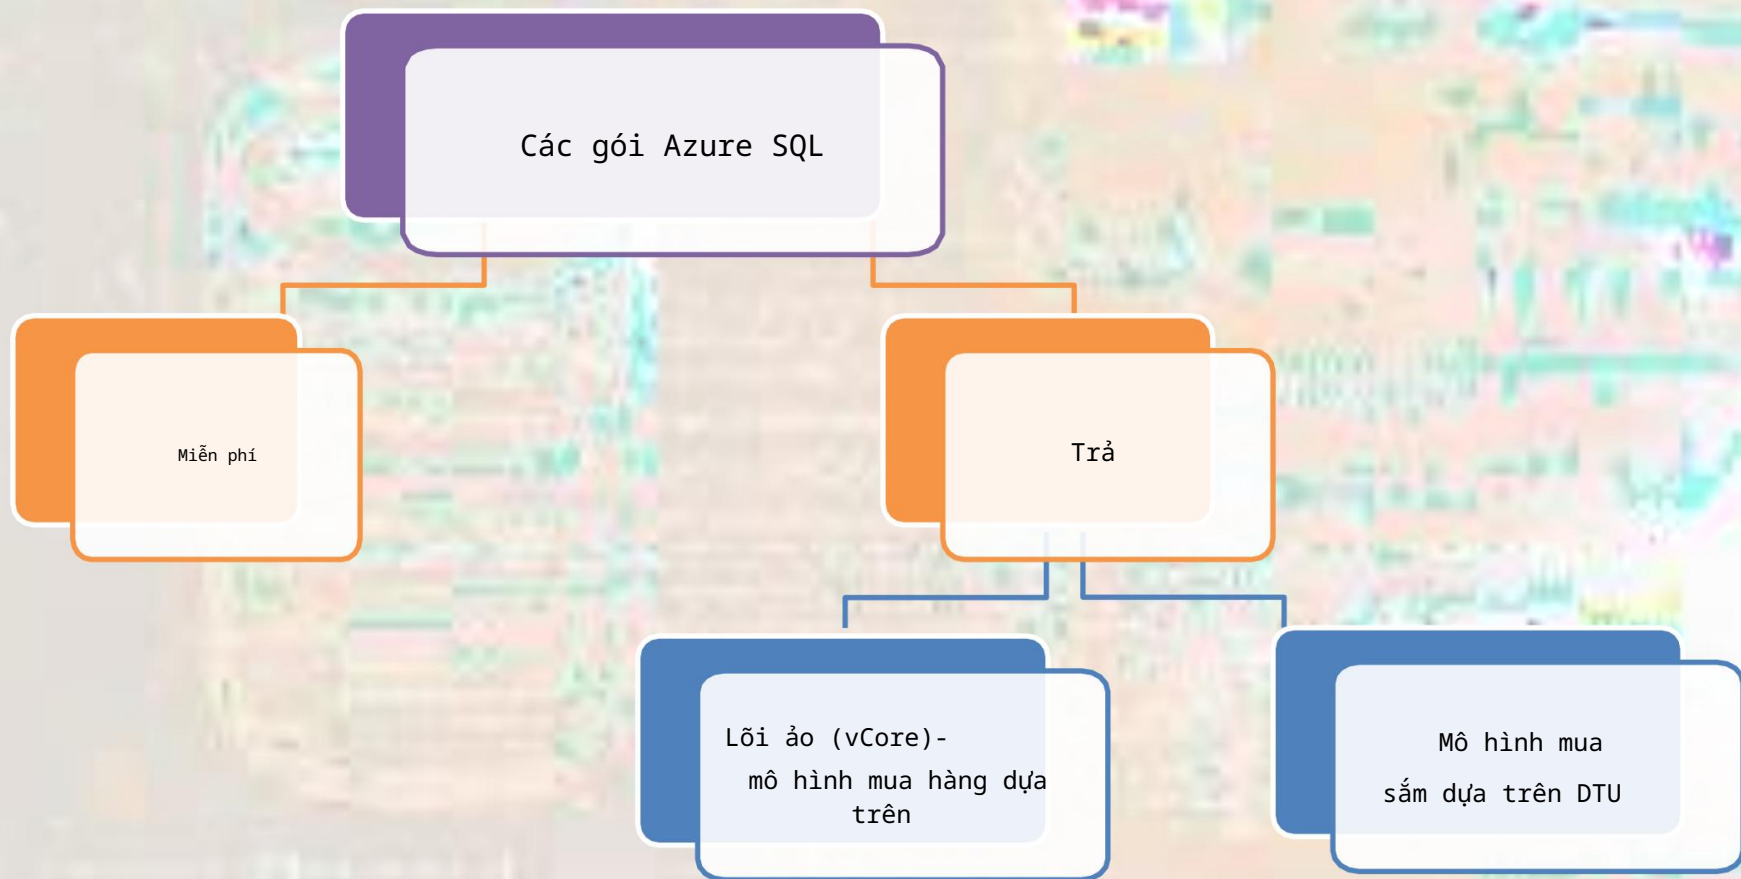 Các gói Azure SQL
Miễn phí
Trả
Lõi ảo (vCore)-
mô hình mua hàng dựa
trên
Mô hình mua
sắm dựa trên DTU